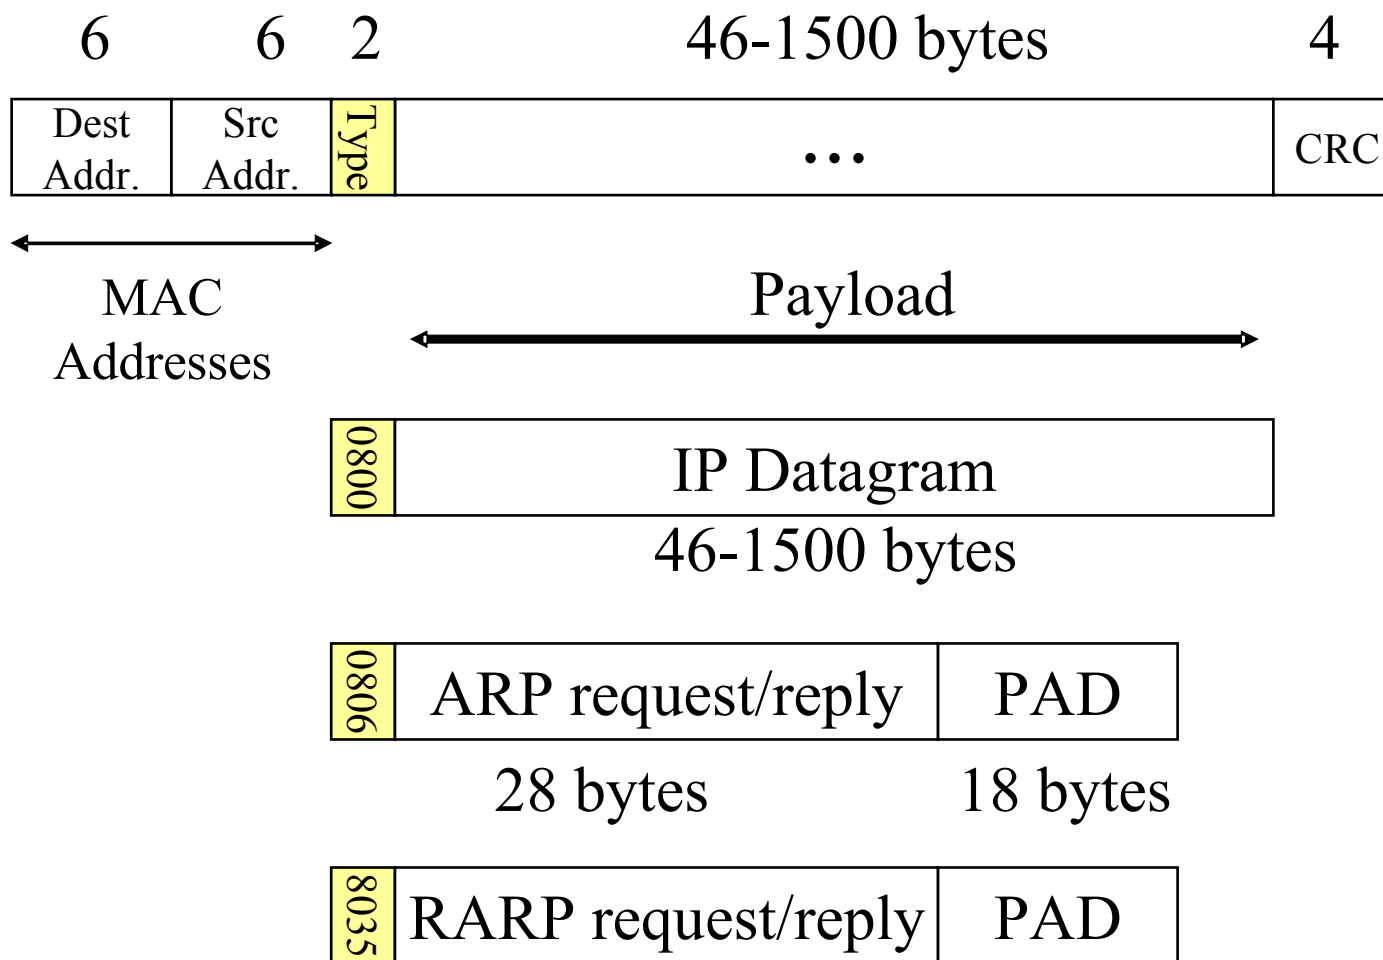 6 6 2 46-1500 bytes 4
Dest Addr.
Src Addr.
Type
...
CRC
MAC
Addresses
Payload
0800
IP Datagram
46-1500 bytes
0806
ARP request/reply
PAD
28 bytes
18 bytes
8035
RARP request/reply
PAD